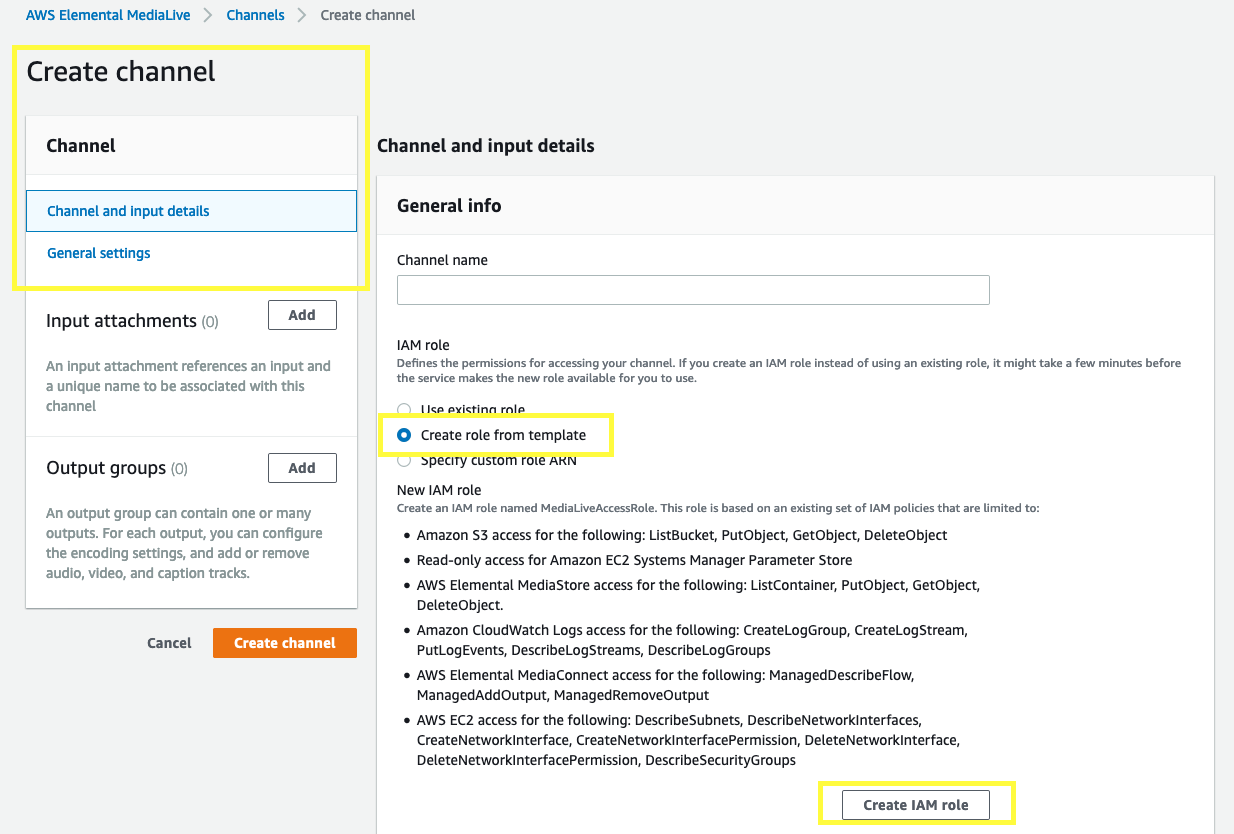 AWS Elemental MediaLive > Channels > Create channel
Create channel
Channel
Channel and input details
General settings
Input attachments (0)
Add
An input attachment references an input and
a unique name to be associated with this
channel
Output groups (0)
Add
An output group can contain one or many
outputs. For each output, you can configure
the encoding settings, and add or remove
audio, video, and caption tracks.
Cancel
Create channel
Channel and input details
General info
Channel name
IAM role
Defines the permissions for accessing your channel. If you create an IAM role instead of using an existing role, it might take a few minutes before
the service makes the new role available for you to use.
Use existing role
Create role from template
Specify custom role ARN
New IAM role
Create an IAM role named MediaLiveAccessRole. This role is based on an existing set of IAM policies that are limited to:
• Amazon S3 access for the following: ListBucket, PutObject, GetObject, DeleteObject
• Read-only access for Amazon EC2 Systems Manager Parameter Store
• AWS Elemental MediaStore access for the following: ListContainer, PutObject, GetObject,
DeleteObject.
• Amazon CloudWatch Logs access for the following: CreateLogGroup, CreateLogStream,
PutLogEvents, DescribeLogStreams, DescribeLogGroups
• AWS Elemental MediaConnect access for the following: ManagedDescribeFlow,
ManagedAddOutput, ManagedRemoveOutput
• AWS EC2 access for the following: DescribeSubnets, DescribeNetworkInterfaces,
CreateNetworkInterface, CreateNetworkInterfacePermission, DeleteNetworkInterface,
DeleteNetworkInterfacePermission, DescribeSecurityGroups
Create IAM role